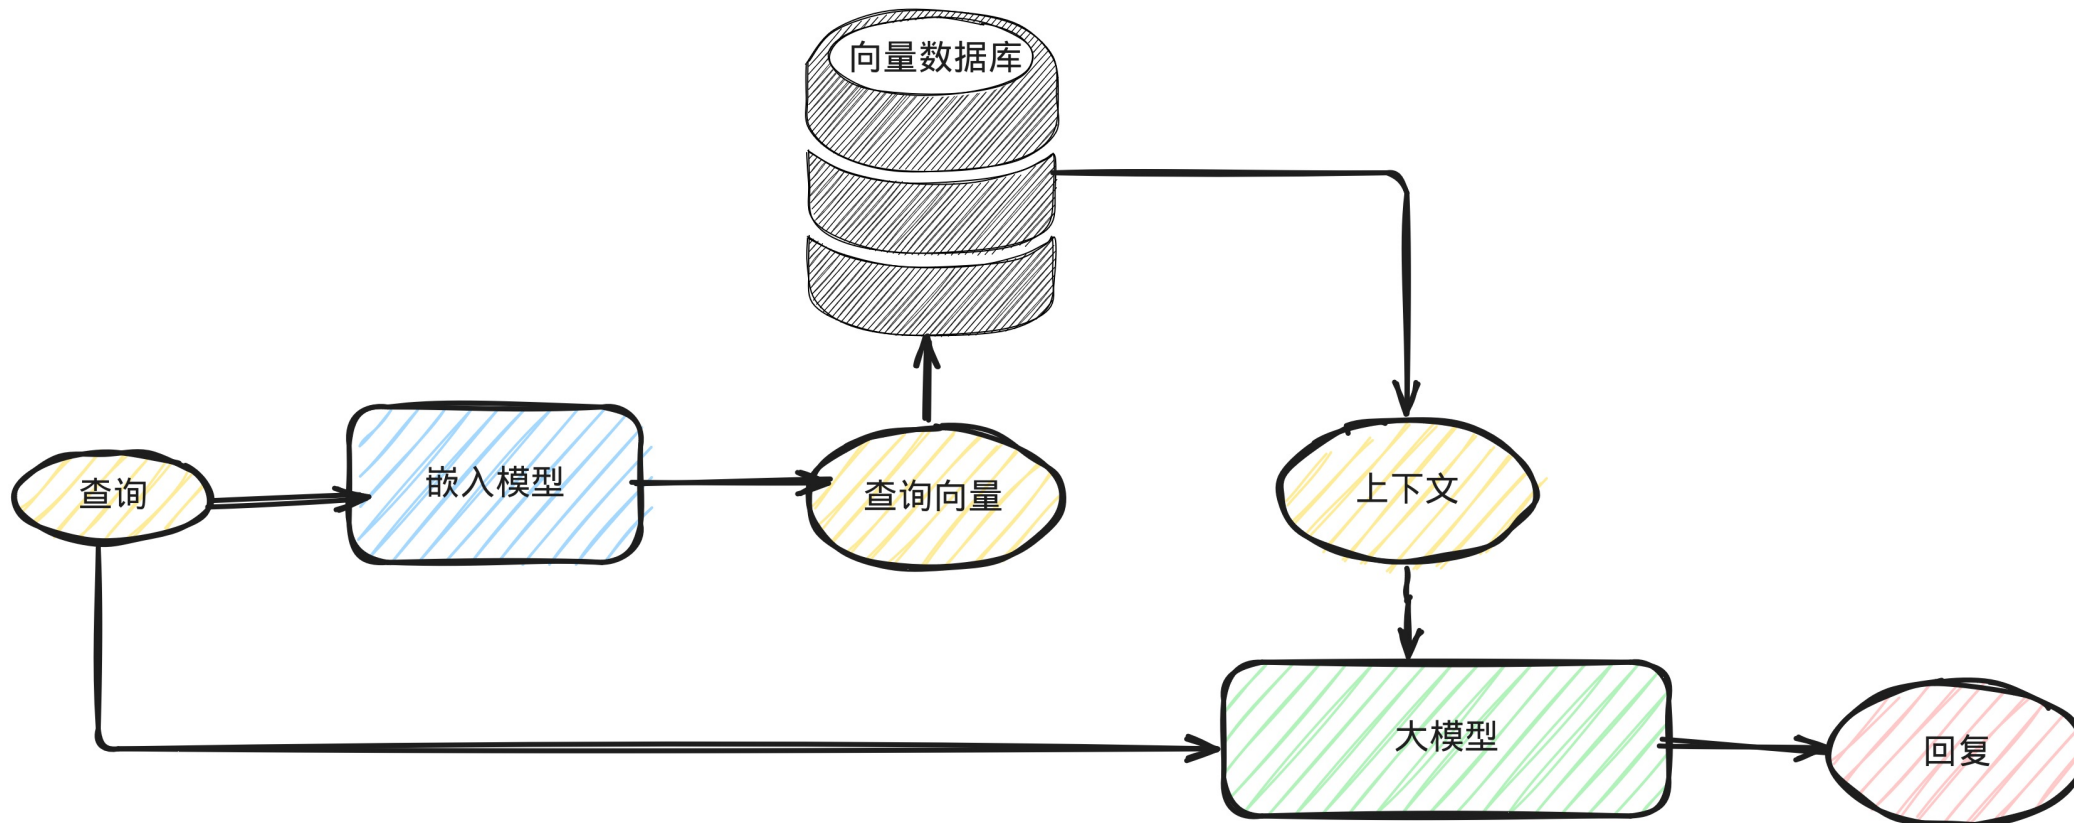 向量数据库
查询
嵌入模型
查询向量
上下文
大模型
回复